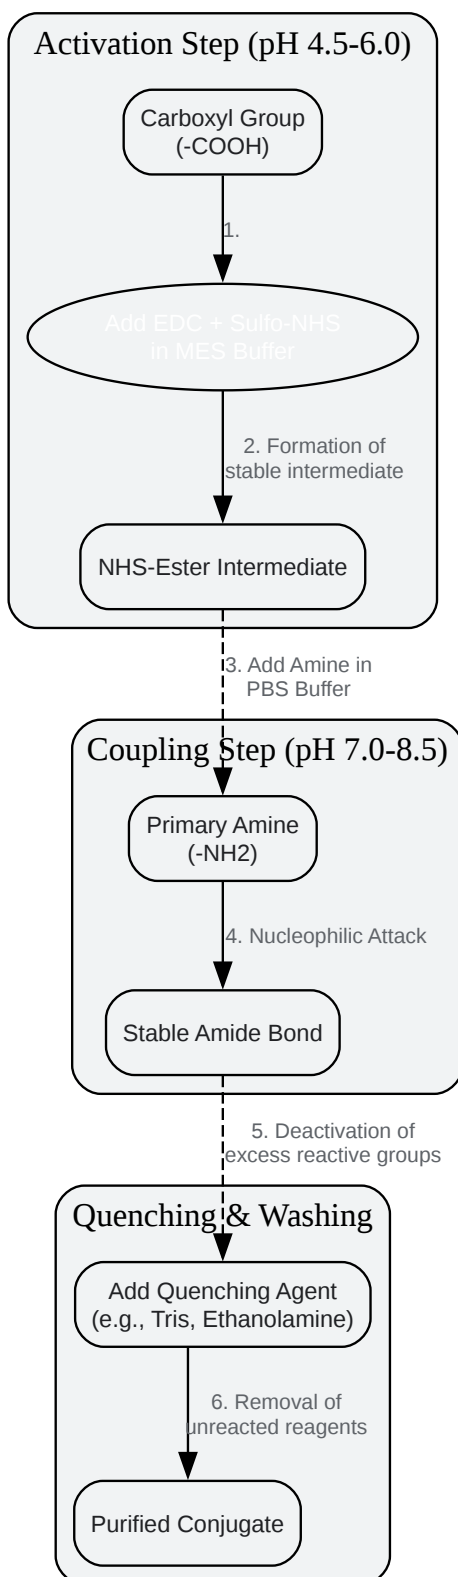 Activation Step (pH 4.5-6.0)
Carboxyl Group
(-COOH)
1.
Add EDC + Sulfo-NHS
in MES Buffer
2. Formation of
stable intermediate
NHS-Ester Intermediate
3. Add Amine in
PBS Buffer
Coupling Step (pH 7.0-8.5)
Primary Amine
(-NH2)
4. Nucleophilic Attack
Stable Amide Bond
5. Deactivation of
excess reactive groups
Quenching & Washing
Add Quenching Agent
(e.g., Tris, Ethanolamine)
6. Removal of
unreacted reagents
Purified Conjugate